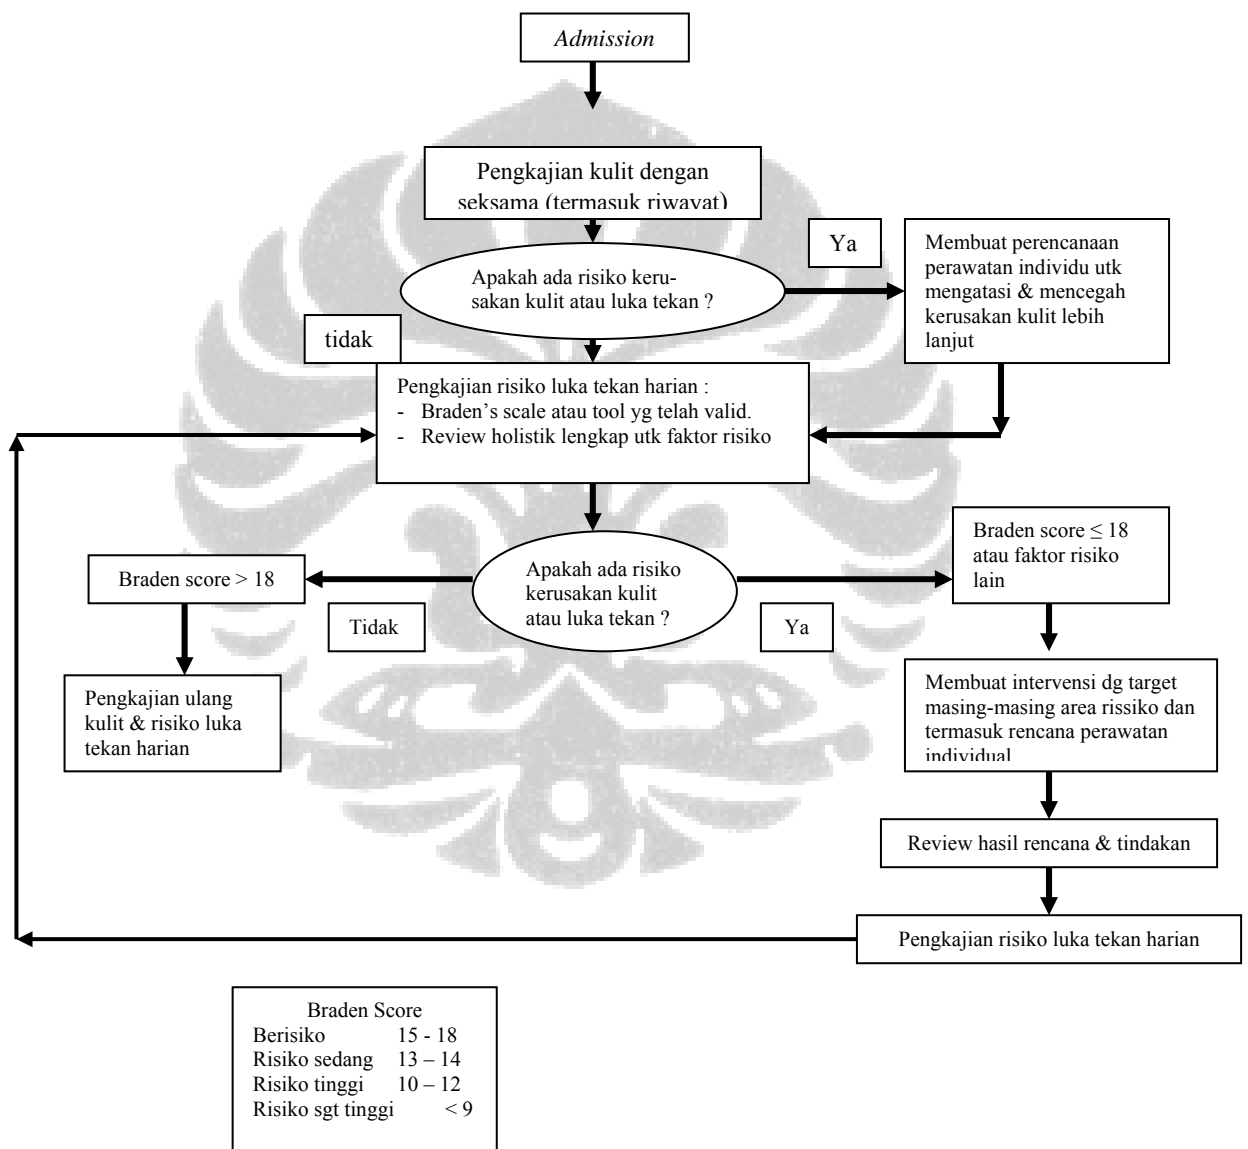 Admission
Pengkajian kulit dengan
seksama (termasuk riwayat)
Apakah ada risiko keru-
sakan kulit atau luka tekan ?
Ya
Membuat perencanaan
perawatan individu utk
mengatasi & mencegah
kerusakan kulit lebih
lanjut
tidak
Pengkajian risiko luka tekan harian :
- Braden's scale atau tool yg telah valid.
- Review holistik lengkap utk faktor risiko
Apakah ada risiko
kerusakan kulit
atau luka tekan ?
Braden score > 18
Tidak
Ya
Braden score ≤ 18
atau faktor risiko
lain
Pengkajian ulang
kulit & risiko luka
tekan harian
Membuat intervensi dg target
masing-masing area rissiko dan
termasuk rencana perawatan
individual
Review hasil rencana & tindakan
Pengkajian risiko luka tekan harian
Braden Score
Berisiko 15 - 18
Risiko sedang 13 – 14
Risiko tinggi 10 – 12
Risiko sgt tinggi < 9